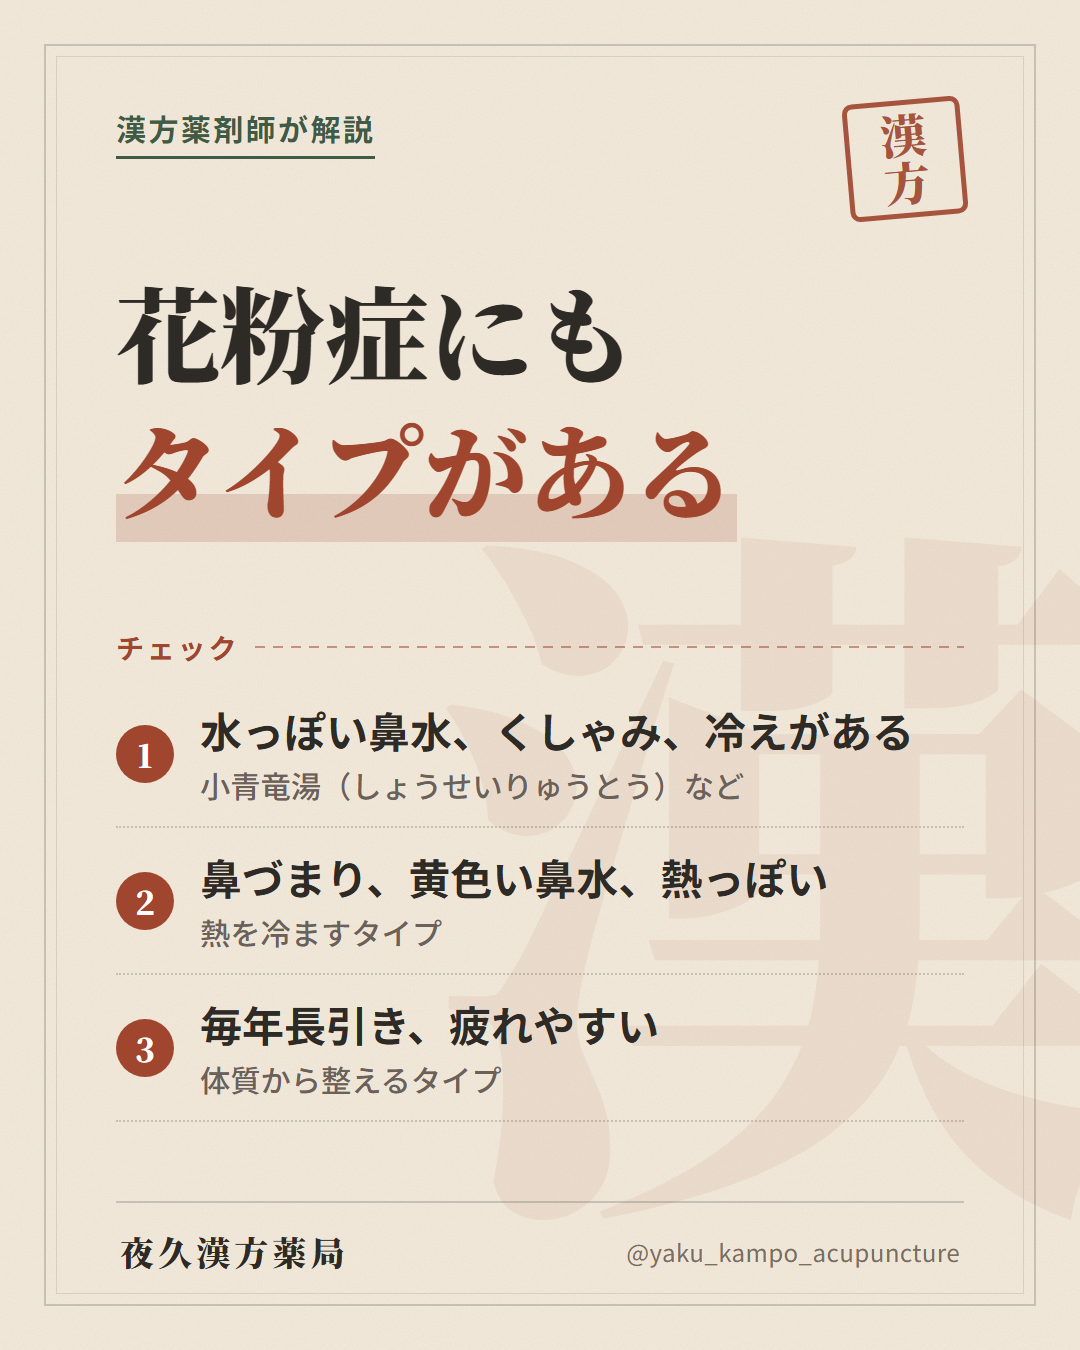 漢方薬剤師が解説
漢
方
花粉症にも
タイプがある
チェック
1 水っぽい鼻水、くしゃみ、冷えがある
小青竜湯（しょうせいりゅうとう）など
2 鼻づまり、黄色い鼻水、熱っぽい
熱を冷ますタイプ
3 毎年長引き、疲れやすい
体質から整えるタイプ
漢
夜久漢方薬局
@yaku_kampo_acupuncture